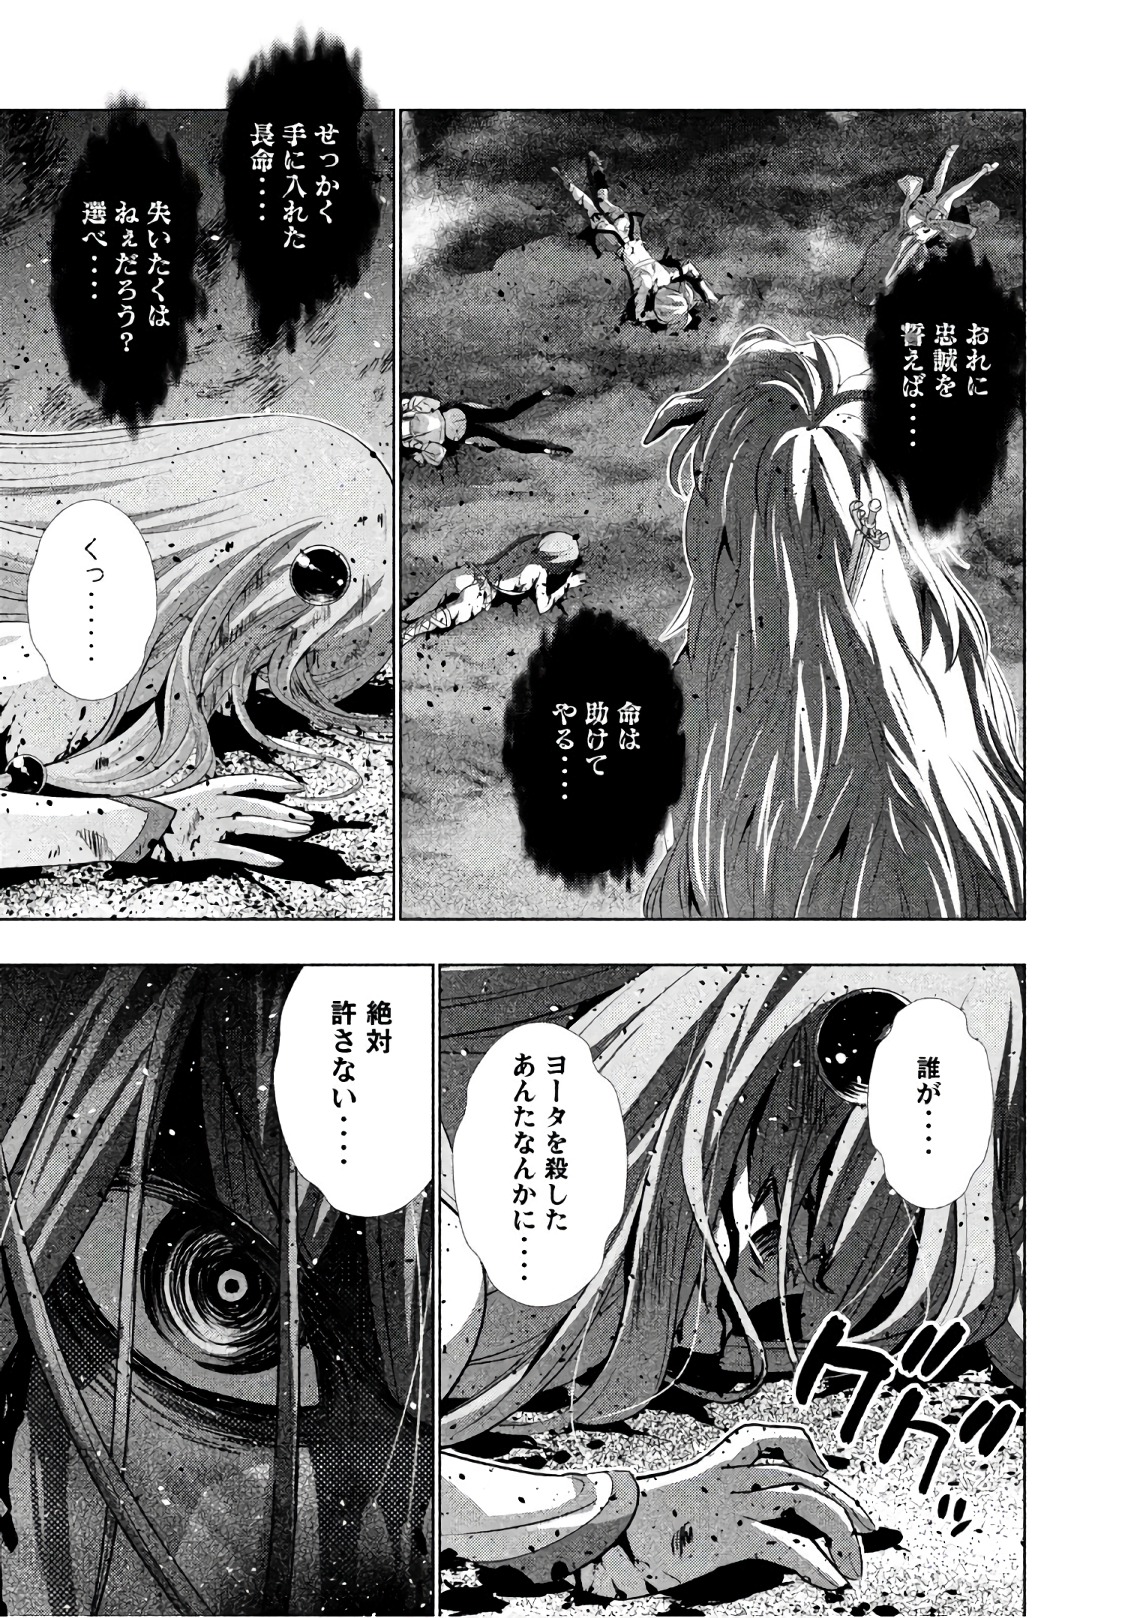 おれに
忠誠を
誓えば・・・・
命は
助けて
やる・・・・
せっかく
手に入れた
長命・・・・
失いたくは
ねぇだろう？
選べ・・・・
くっ・・・・・・
誰が・・・・
ヨータを殺した
あんたなんかに・・・・
グググッ
絶対
許さない・・・・